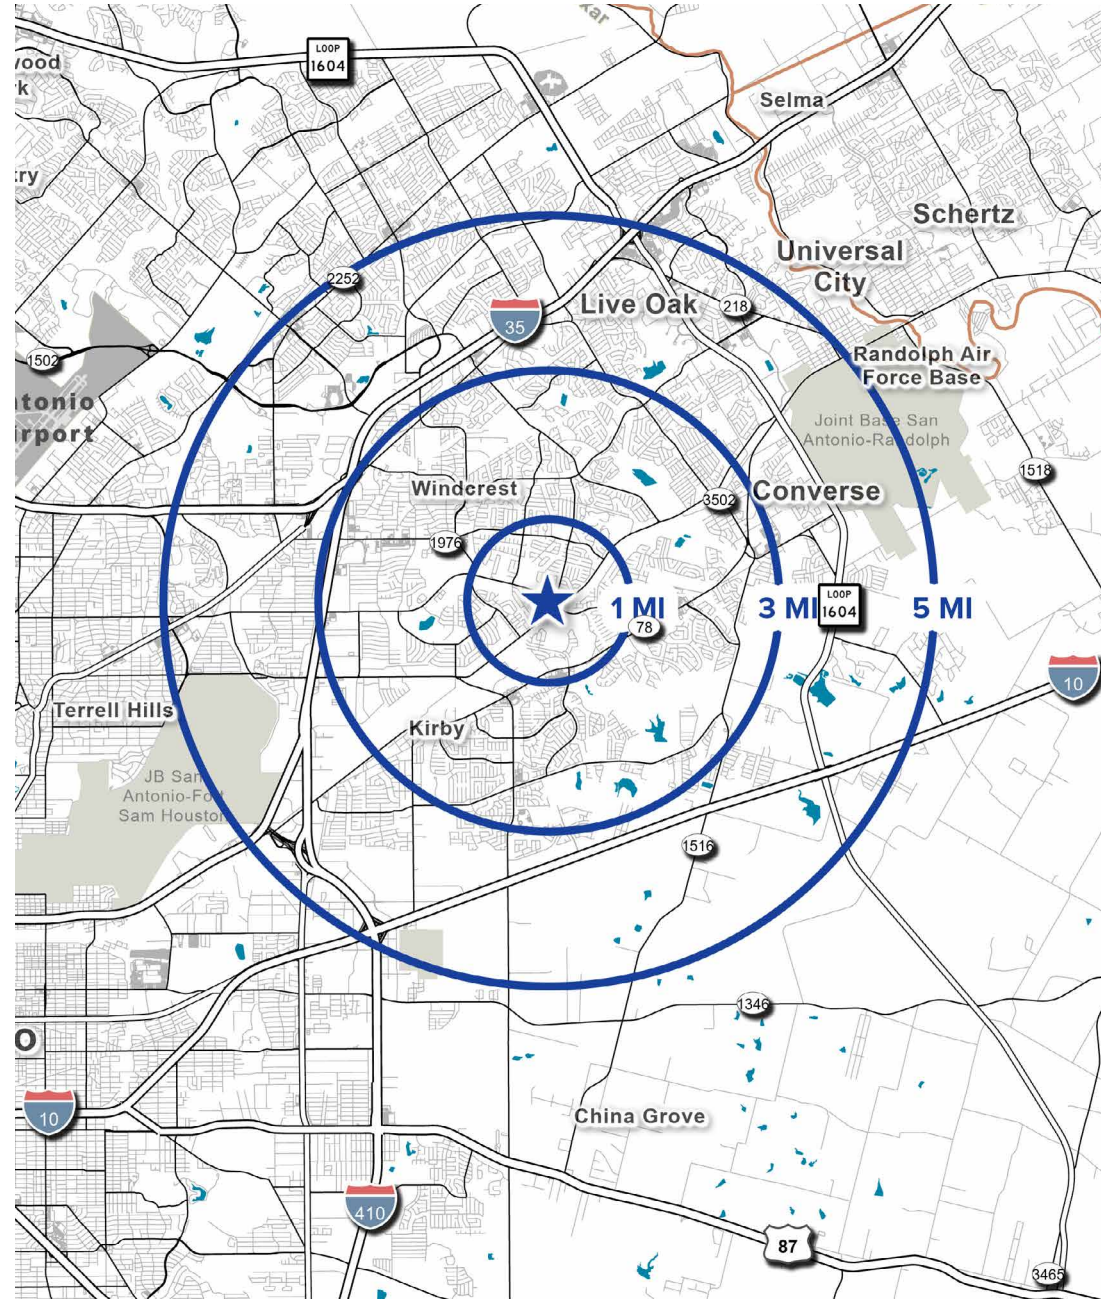 LOOP
1604
Selma
Schertz
Universal
City
2252
Live Oak
218
35
1502
Randolph Air
Force Base
Joint Base San
Antonio-Randolph
1518
Windcrest
3502
Converse
1976
1 MI
3 MI
LOOP
1604
5 MI
78
10
Terrell Hills
Kirby
JB San
Antonio-Fort
Sam Houston
1516
1346
10
China Grove
410
87
3465